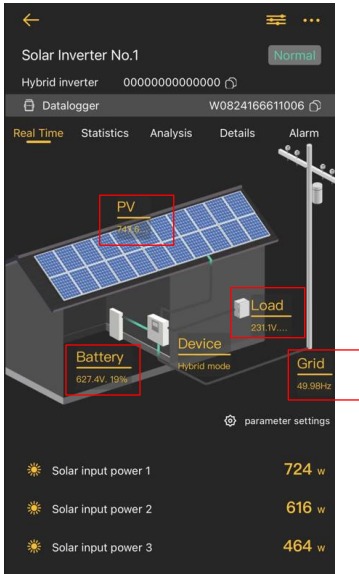 Solar Inverter No.1
Normal
Hybrid inverter 00000000000000
Datalogger W0824166611006
Real Time Statistics Analysis Details Alarm
PV
741.6...
Load
231.1V....
Device
Hybrid mode
Battery
627.4V. 19%
Grid
49.98Hz
parameter settings
Solar input power 1 724 w
Solar input power 2 616 w
Solar input power 3 464 w